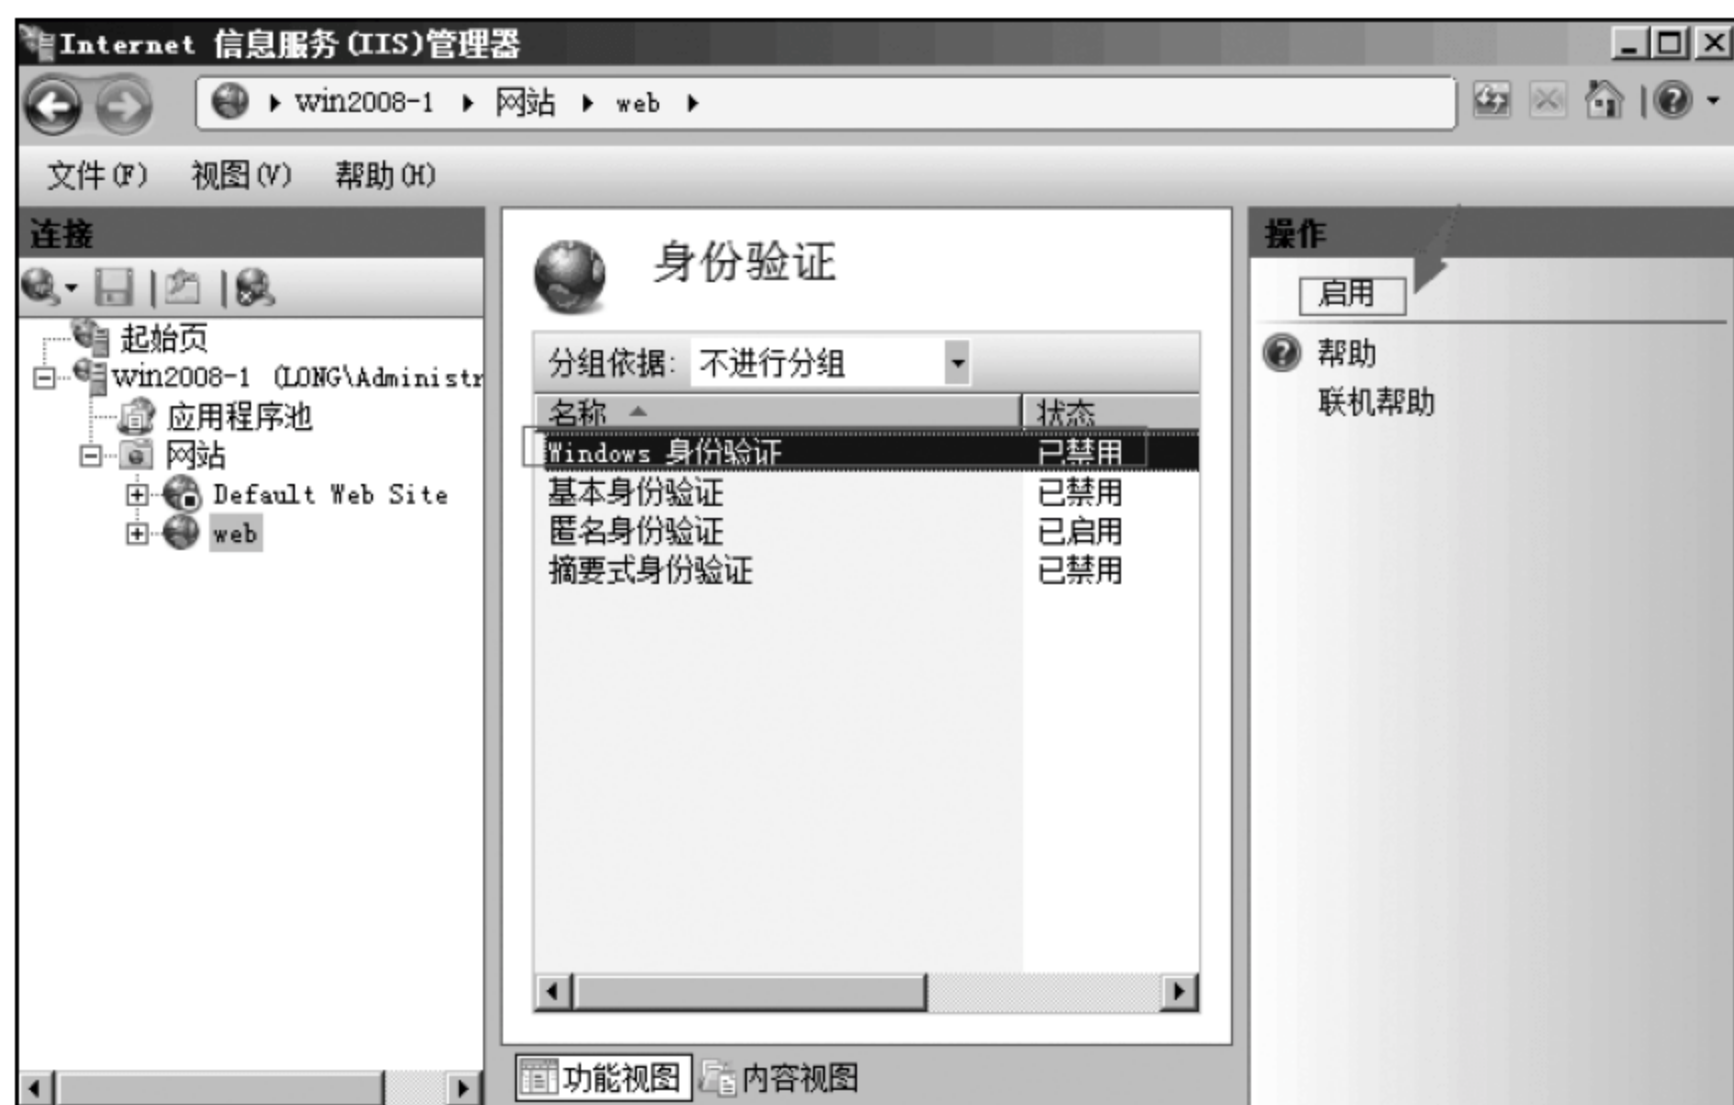 Internet 信息服务(IIS)管理器
win2008-1 网站 web
文件(F) 视图(V) 帮助(H)
连接
起始页
win2008-1 (LONG\Administr
应用程序池
网站
Default Web Site
web
身份验证
分组依据: 不进行分组
名称 状态
Windows 身份验证 已禁用
基本身份验证 已禁用
匿名身份验证 已启用
摘要式身份验证 已禁用
功能视图 内容视图
操作
启用
帮助
联机帮助